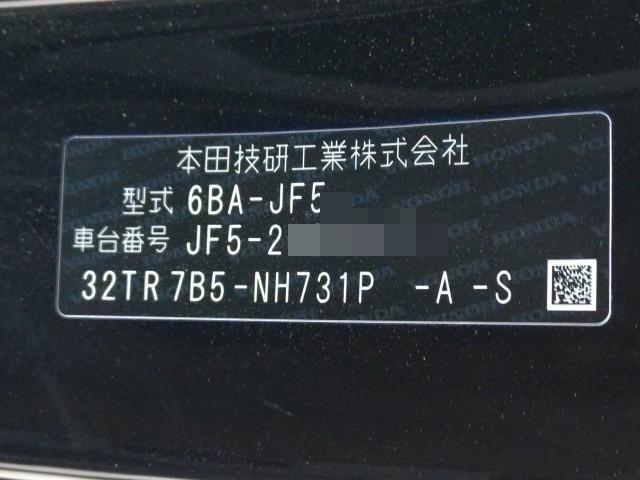 本田技研工業株式会社
型式 6BA-JF5
車台番号 JF5-2
32TR 7B5-NH731P -A -S